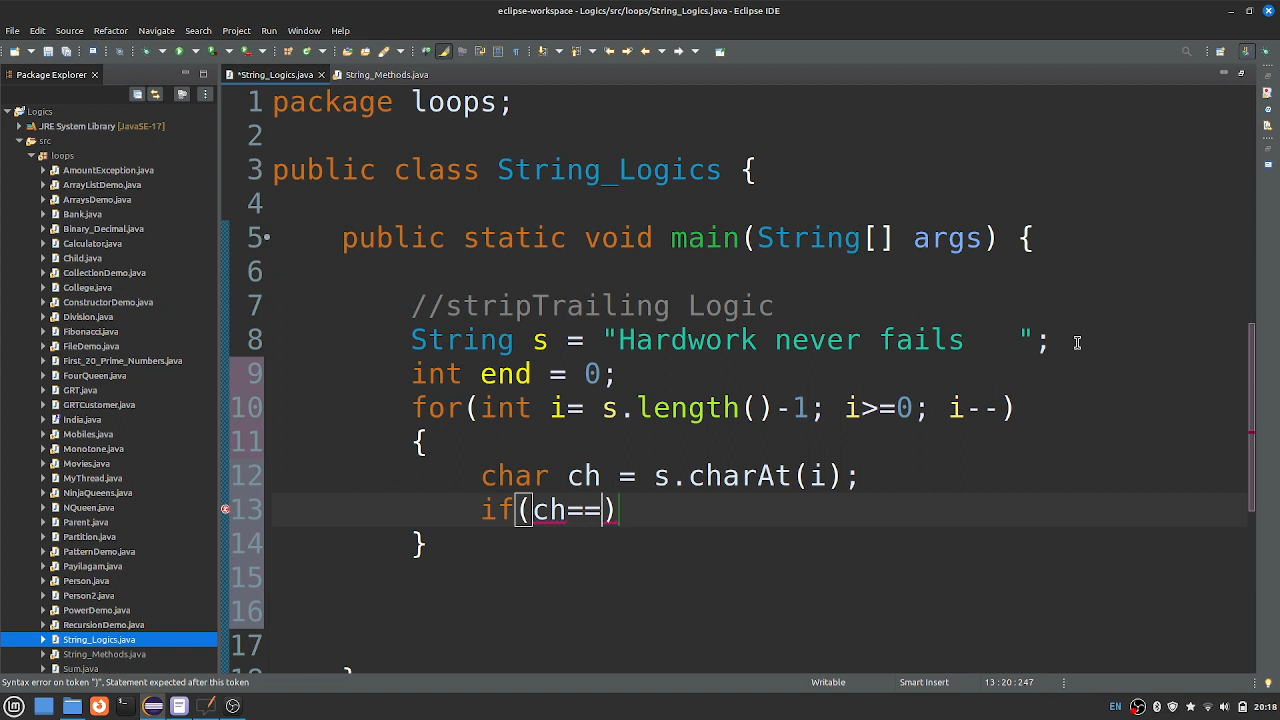 eclipse-workspace - Logics/src/loops/String_Logics.java - Eclipse IDE
File Edit Source Refactor Navigate Search Project Run Window Help
Package Explorer
*String_Logics.java
String_Methods.java
Logics
JRE System Library [JavaSE-17]
src
loops
AmountException.java
ArrayListDemo.java
ArraysDemo.java
Bank.java
Binary_Decimal.java
Calculator.java
Child.java
CollectionDemo.java
College.java
ConstructorDemo.java
Division.java
Fibonacci.java
FileDemo.java
First_20_Prime_Numbers.java
FourQueen.java
GRT.java
GRTCustomer.java
India.java
Mobiles.java
Monotone.java
Movies.java
MyDate.java
NinjaQueens.java
NQueen.java
Parent.java
Partition.java
PatternDemo.java
Payilagam.java
Person.java
Person2.java
PowerDemo.java
RecursionDemo.java
String_Logics.java
String_Methods.java
Sum.java
1 package loops;
2
3 public class String_Logics {
4
5 public static void main(String[] args) {
6
7 //stripTrailing Logic
8 String s = "Hardwork never fails   ";
9 int end = 0;
10 for(int i= s.length()-1; i>=0; i--)
11 {
12 char ch = s.charAt(i);
13 if(ch==)
14 }
15
16
17
18 }
Syntax error on token ")", Statement expected after this token
Writable
Smart Insert
13 : 20 : 247
EN
20:18